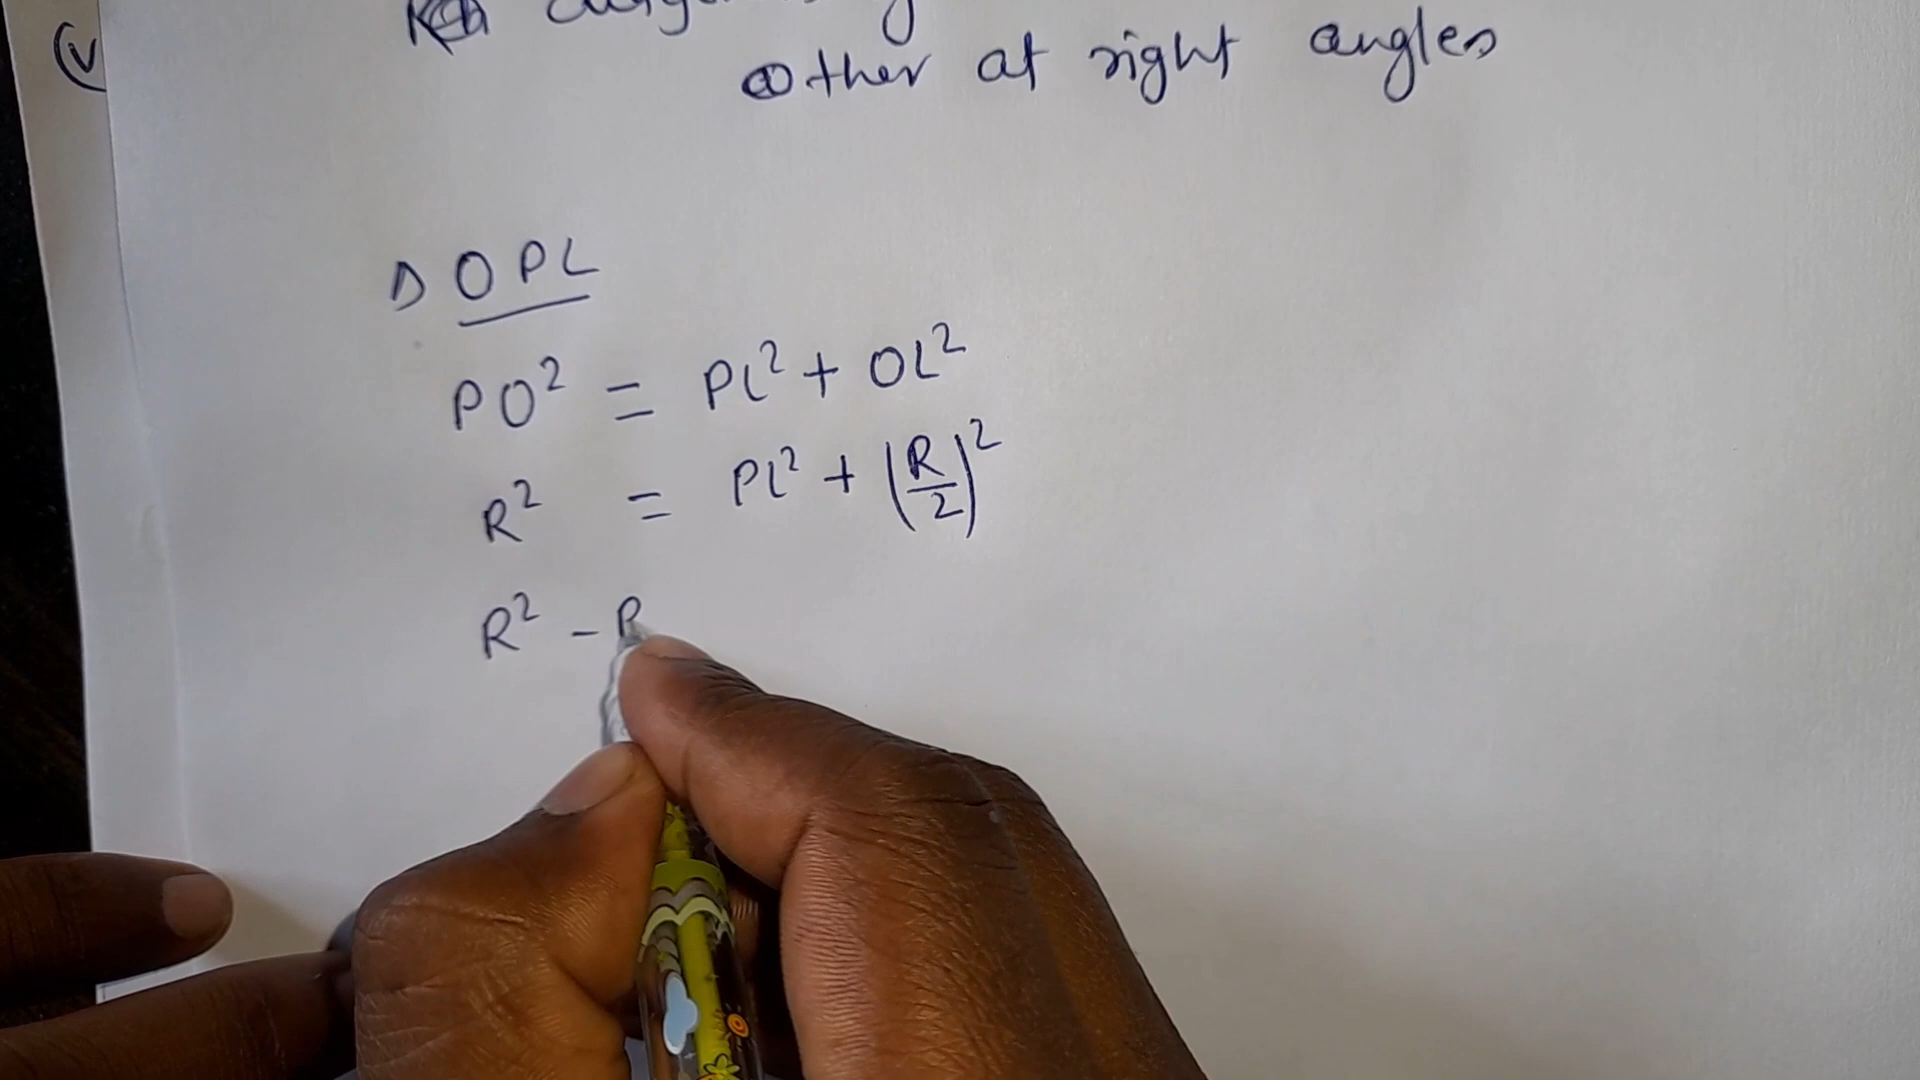 (v
other at right angles
Δ OPL
PO² = PL² + OL²
R² = PL² + (R/2)²
R² - R